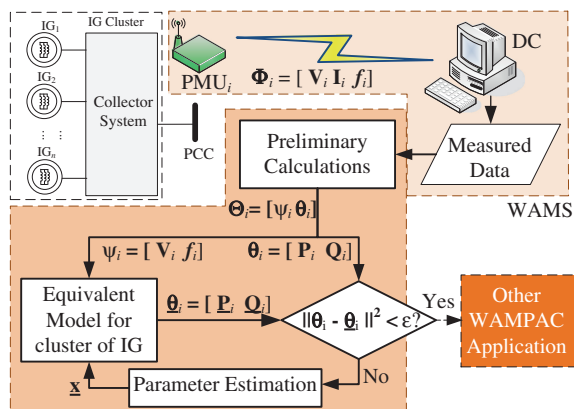 IG Cluster
IG1
IG2
IGn
Collector
System
PCC
PMUi
DC
Φi = [ Vi Ii fi]
Measured
Data
WAMS
Preliminary
Calculations
Θi= [ψi θi]
ψi = [ Vi fi]
θi = [ Pi Qi]
Equivalent
Model for
cluster of IG
θi = [ Pi Qi]
||θi - θi ||² < ε?
Yes
No
Other
WAMPAC
Application
Parameter Estimation
x